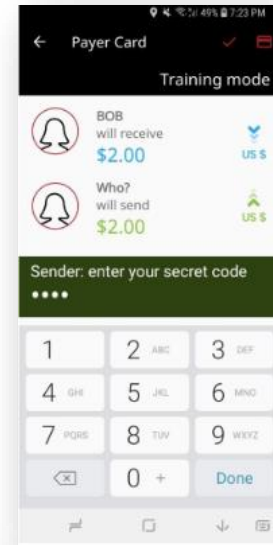 49% 7:23 PM
Payer Card
Training mode
BOB
will receive
$2.00
US $
Who?
will send
$2.00
US $
Sender: enter your secret code
••••
1
2 ABC
3 DEF
4 GHI
5 JKL
6 MNO
7 PQRS
8 TUV
9 WXYZ
0 +
Done